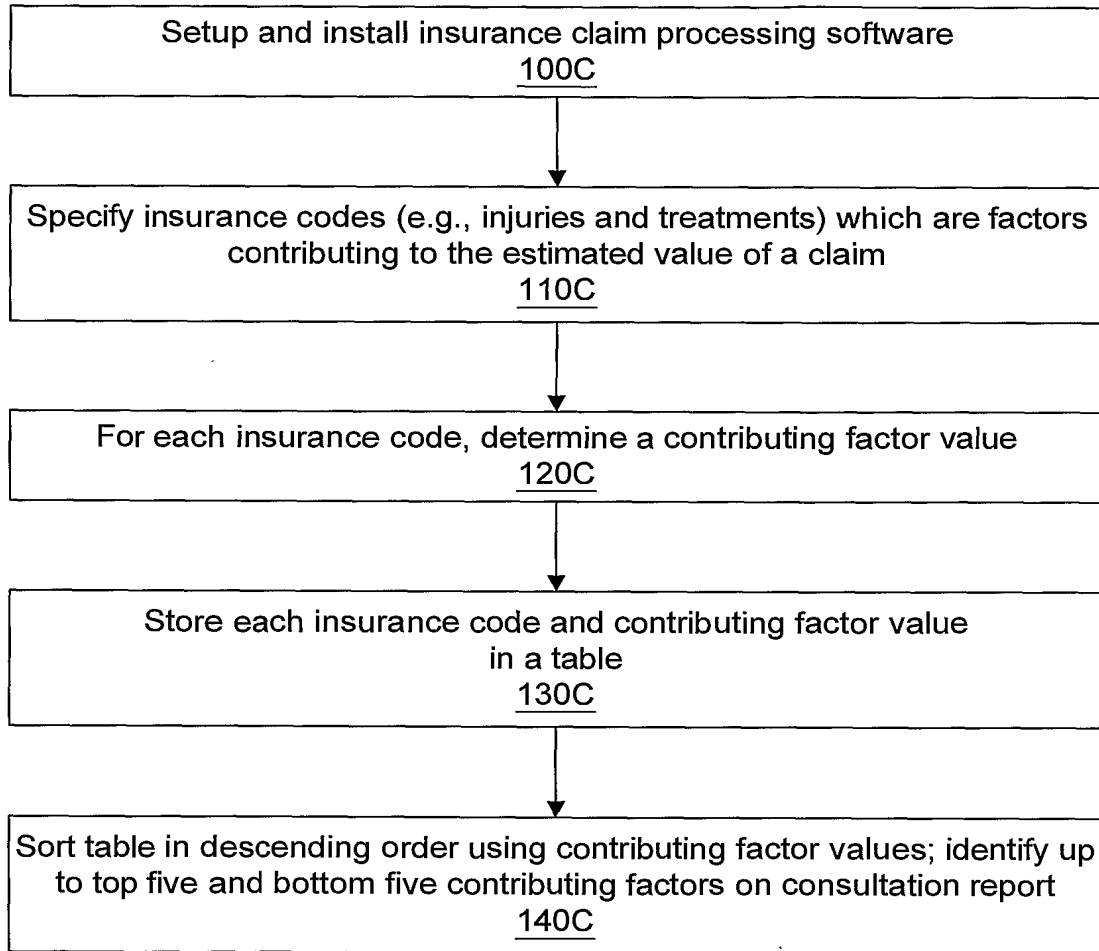 Setup and install insurance claim processing software
100C
Specify insurance codes (e.g., injuries and treatments) which are factors
contributing to the estimated value of a claim
110C
For each insurance code, determine a contributing factor value
120C
Store each insurance code and contributing factor value
in a table
130C
Sort table in descending order using contributing factor values; identify up
to top five and bottom five contributing factors on consultation report
140C